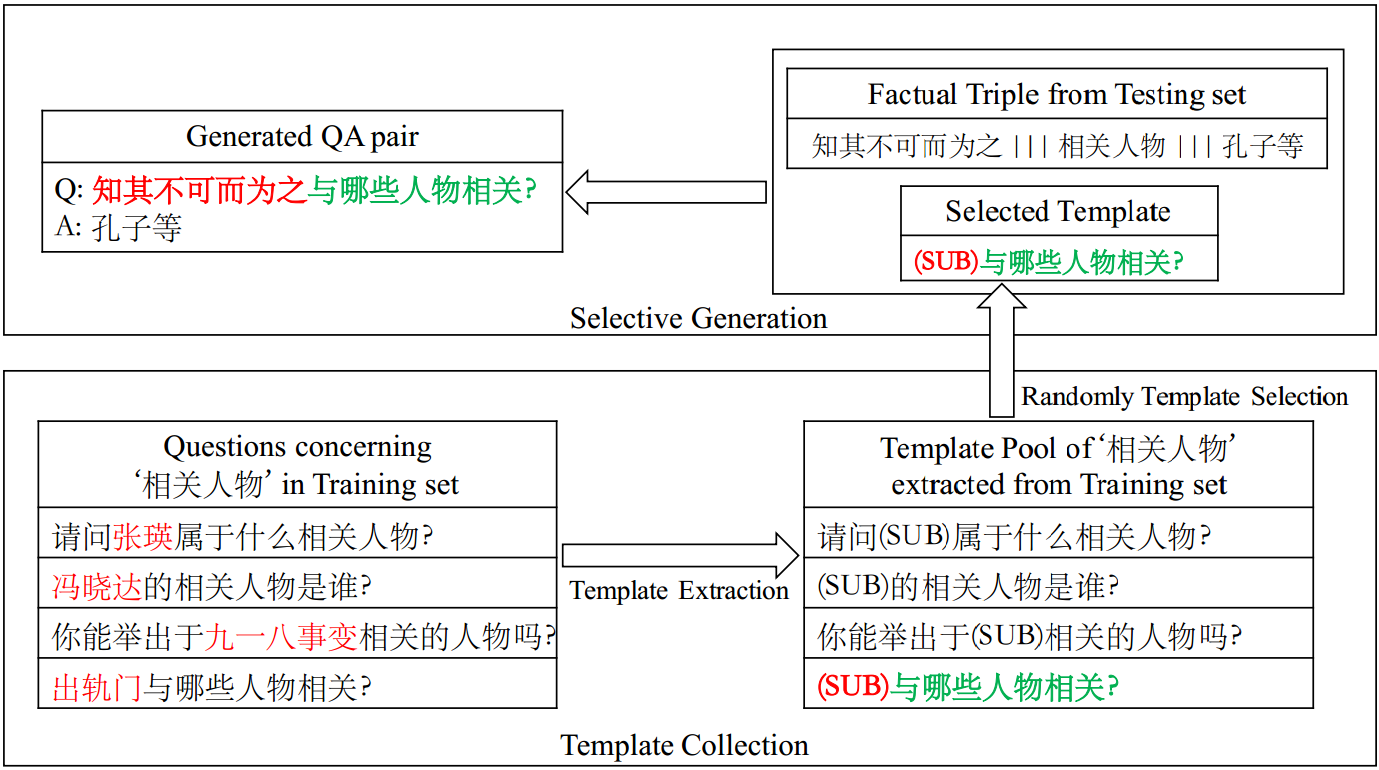 Generated QA pair
Q: 知其不可而为之与哪些人物相关?
A: 孔子等
Factual Triple from Testing set
知其不可而为之 ||| 相关人物 ||| 孔子等
Selected Template
(SUB)与哪些人物相关?
Selective Generation
Randomly Template Selection
Questions concerning
‘相关人物’ in Training set
请问张瑛属于什么相关人物?
冯晓达的相关人物是谁?
你能举出于九一八事变相关的人物吗?
出轨门与哪些人物相关?
Template Extraction
Template Pool of ‘相关人物’
extracted from Training set
请问(SUB)属于什么相关人物?
(SUB)的相关人物是谁?
你能举出于(SUB)相关的人物吗?
(SUB)与哪些人物相关?
Template Collection